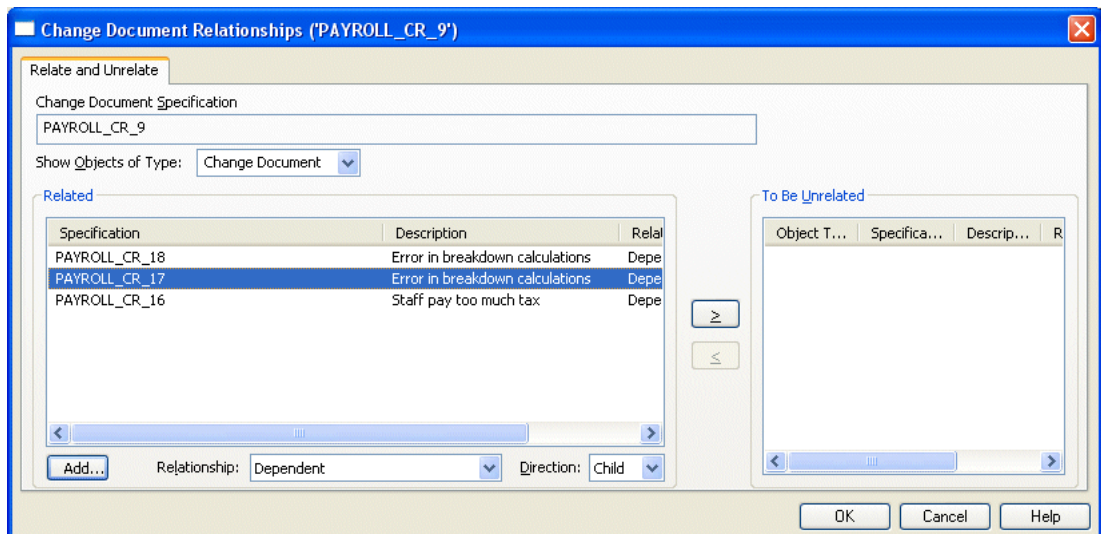 Change Document Relationships ('PAYROLL_CR_9')
Relate and Unrelate
Change Document Specification
PAYROLL_CR_9
Show Objects of Type: Change Document
Related
Specification Description Relat
PAYROLL_CR_18 Error in breakdown calculations Depe
PAYROLL_CR_17 Error in breakdown calculations Depe
PAYROLL_CR_16 Staff pay too much tax Depe
Add... Relationship: Dependent Direction: Child
≥
≤
To Be Unrelated
Object T... Specifica... Descrip... R
OK Cancel Help